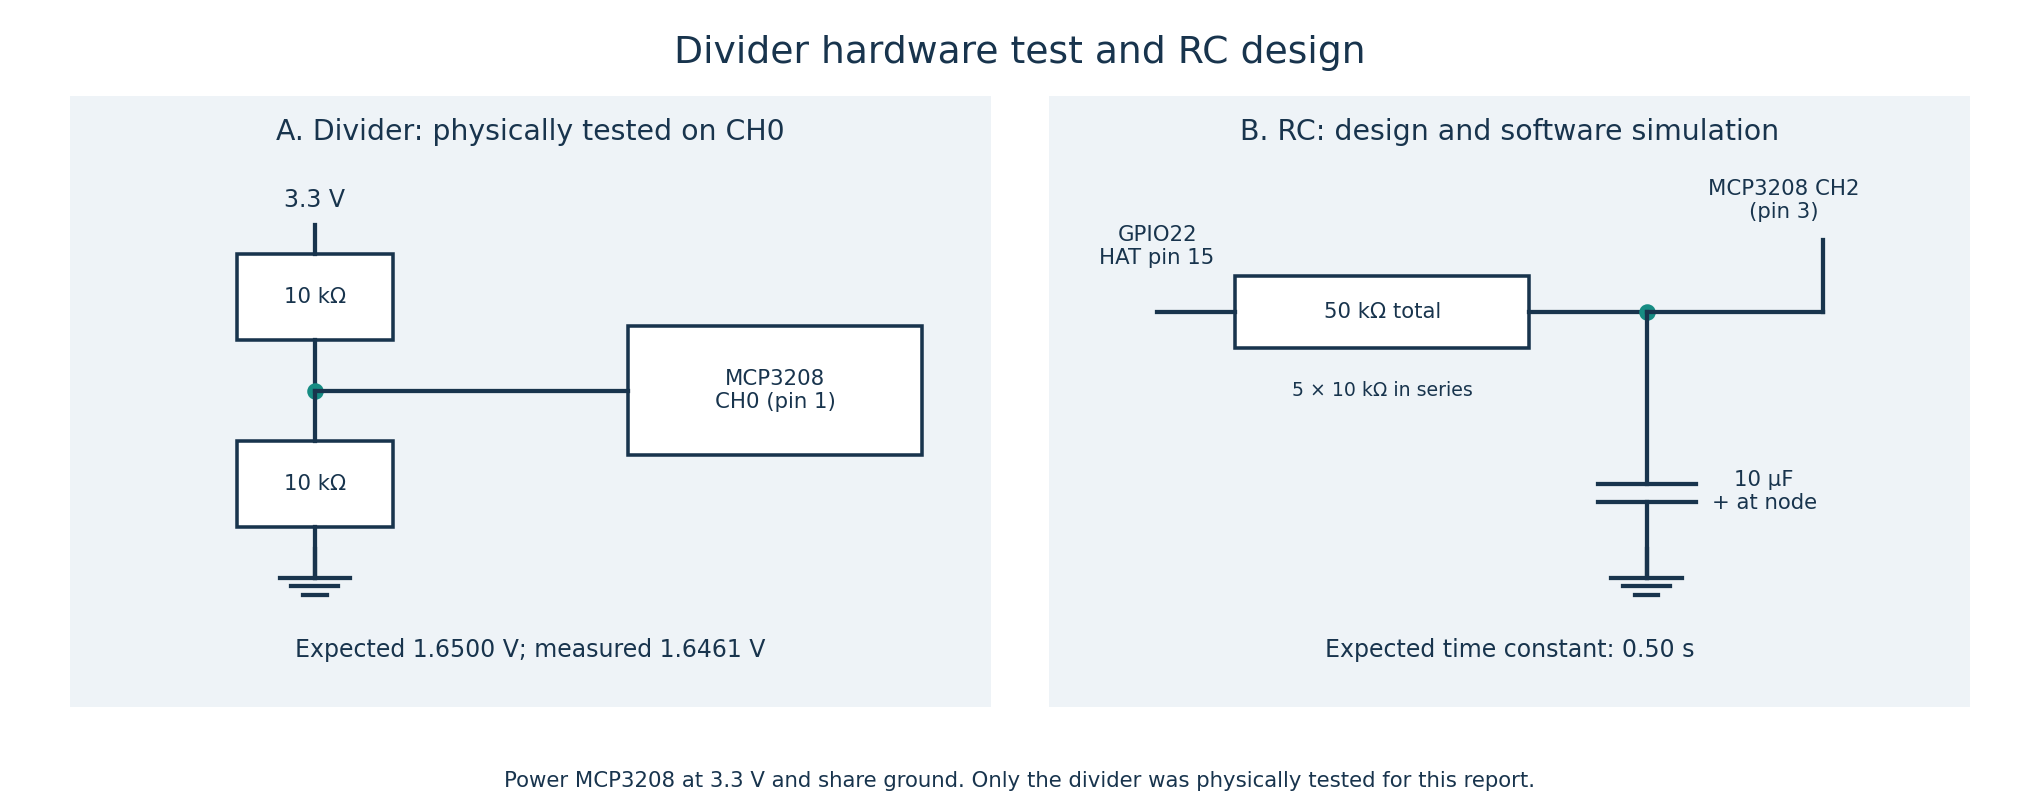 Divider hardware test and RC design
A. Divider: physically tested on CH0
3.3 V
10 kΩ
MCP3208
CH0 (pin 1)
10 kΩ
Expected 1.6500 V; measured 1.6461 V
B. RC: design and software simulation
MCP3208 CH2
(pin 3)
GPIO22
HAT pin 15
50 kΩ total
5 × 10 kΩ in series
10 µF
+ at node
Expected time constant: 0.50 s
Power MCP3208 at 3.3 V and share ground. Only the divider was physically tested for this report.